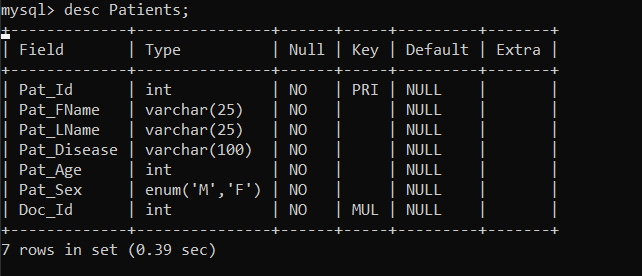 mysql> desc Patients;
+--------------+---------------+------+-----+---------+-------+
| Field        | Type          | Null | Key | Default | Extra |
+--------------+---------------+------+-----+---------+-------+
| Pat_Id       | int           | NO   | PRI | NULL    |       |
| Pat_FName    | varchar(25)   | NO   |     | NULL    |       |
| Pat_LName    | varchar(25)   | NO   |     | NULL    |       |
| Pat_Disease  | varchar(100)  | NO   |     | NULL    |       |
| Pat_Age      | int           | NO   |     | NULL    |       |
| Pat_Sex      | enum('M','F') | NO   |     | NULL    |       |
| Doc_Id       | int           | NO   | MUL | NULL    |       |
+--------------+---------------+------+-----+---------+-------+
7 rows in set (0.39 sec)